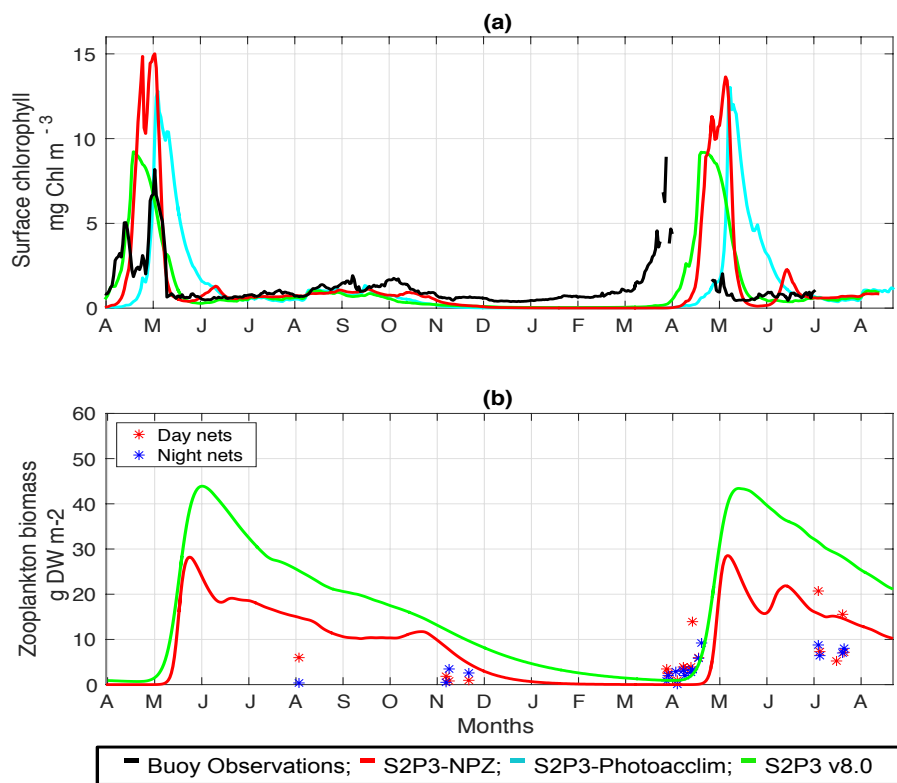 (a)
Surface chlorophyll
mg Chl m -3
15
10
5
0
A M J J A S O N D J F M A M J J A
(b)
Zooplankton biomass
g DW m-2
60
50
40
30
20
10
0
Day nets
Night nets
A M J J A S O N D J F M A M J J A
Months
Buoy Observations; S2P3-NPZ; S2P3-Photoacclim; S2P3 v8.0